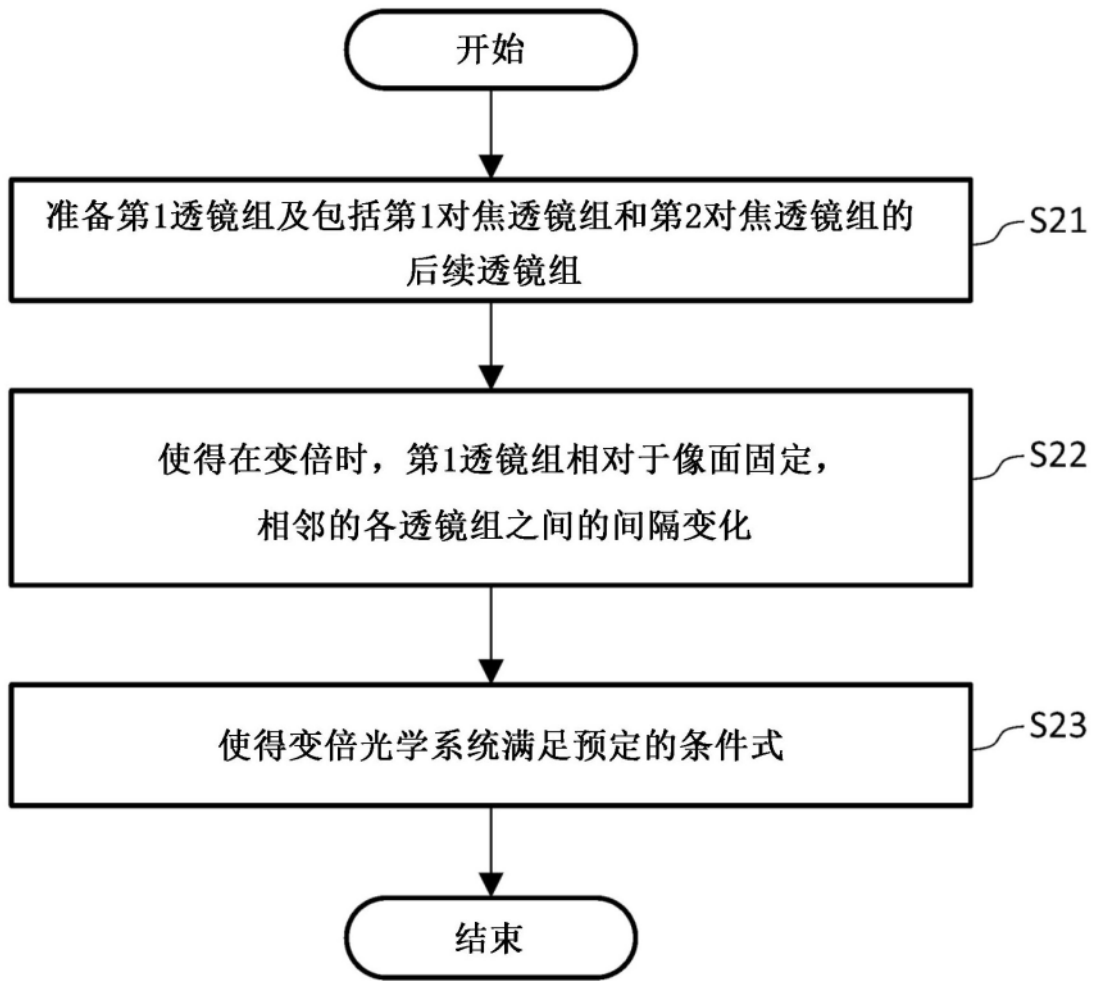 开始
准备第1透镜组及包括第1对焦透镜组和第2对焦透镜组的
后续透镜组
S21
使得在变倍时，第1透镜组相对于像面固定，
相邻的各透镜组之间的间隔变化
S22
使得变倍光学系统满足预定的条件式
S23
结束